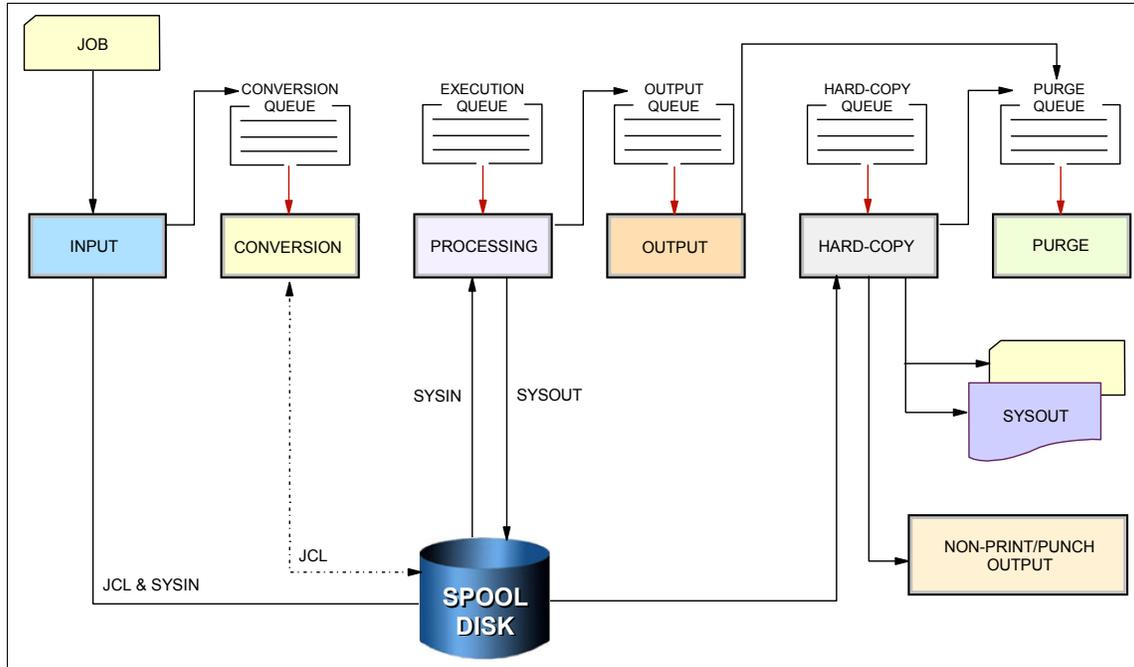 JOB
CONVERSION
QUEUE
EXECUTION
QUEUE
OUTPUT
QUEUE
HARD-COPY
QUEUE
PURGE
QUEUE
INPUT
CONVERSION
PROCESSING
OUTPUT
HARD-COPY
PURGE
SYSIN
SYSOUT
SYSOUT
NON-PRINT/PUNCH
OUTPUT
JCL
JCL & SYSIN
SPOOL
DISK